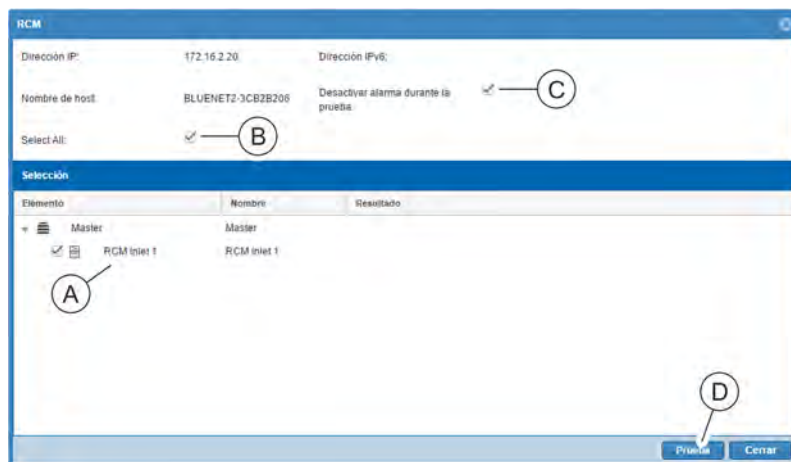 RCM
Dirección IP: 172.16.2.20 Dirección IPv6:
Nombre de host: BLUENET2-3CB2B206 Desactivar alarma durante la prueba C
Select All: B
Selección
Elemento Nombre Resultado
Master Master
RCM Inlet 1 RCM Inlet 1
A
D
Prueba Cerrar